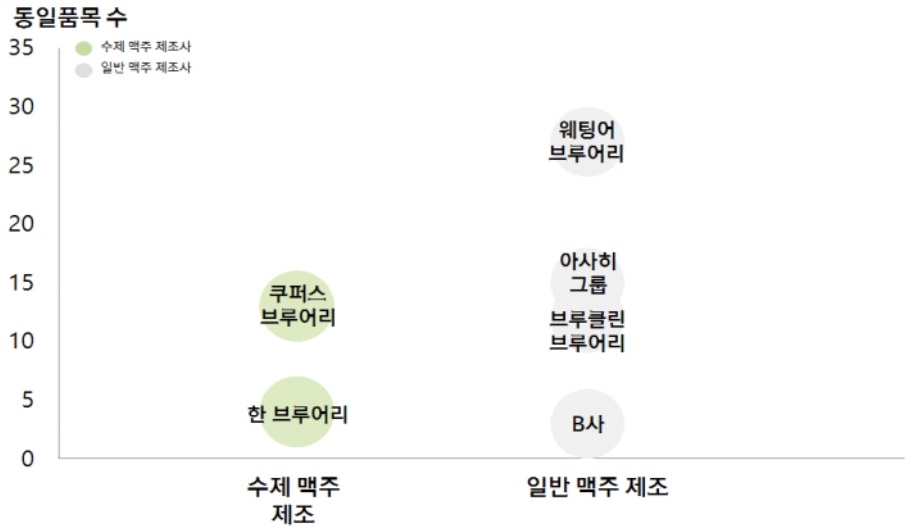 동일품목 수
35
수제 맥주 제조사
일반 맥주 제조사
30
25
20
15
10
5
0
웨팅어
브루어리
아사히
그룹
쿠퍼스
브루어리
브루클린
브루어리
한 브루어리
B사
수제 맥주
제조
일반 맥주 제조